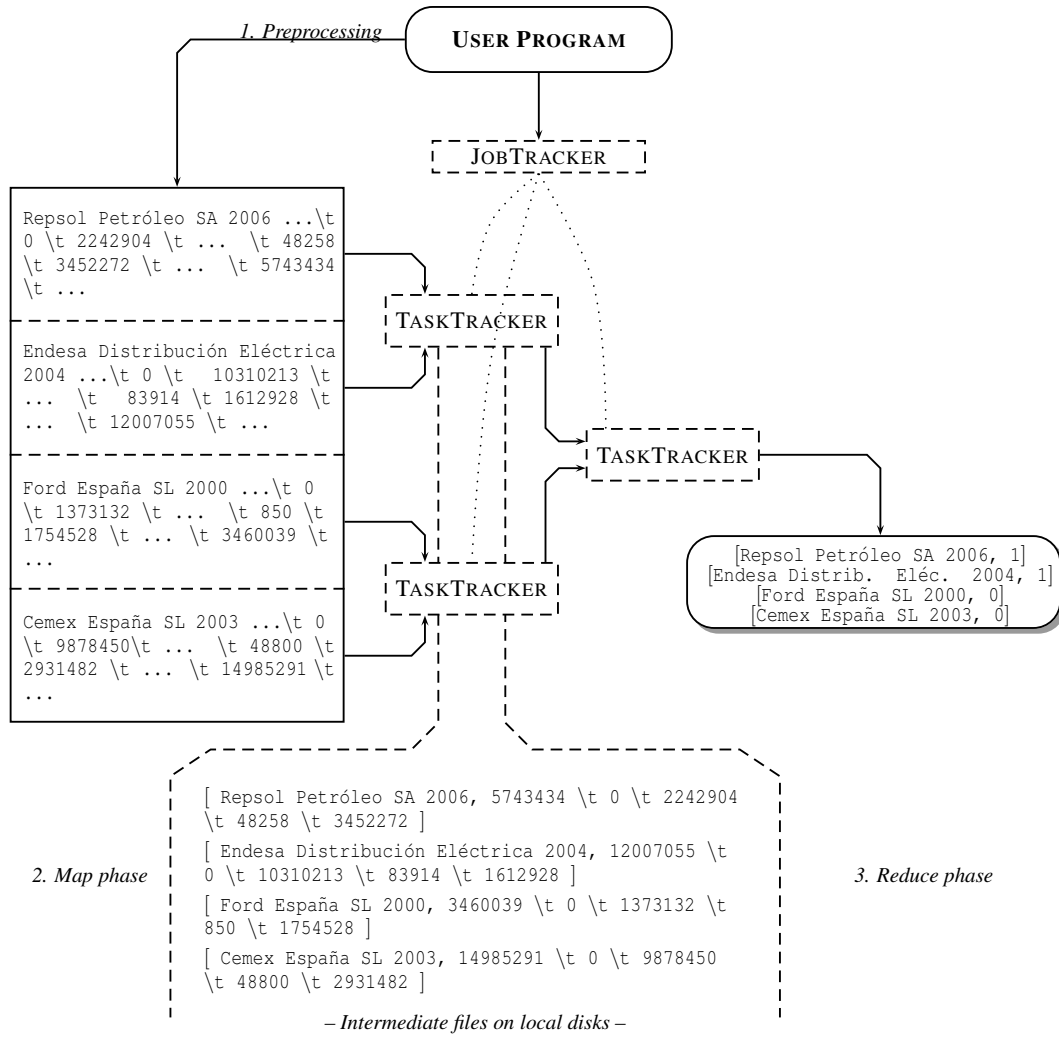 1. Preprocessing
USER PROGRAM
JOBTRACKER
Repsol Petróleo SA 2006 ...\t
0 \t 2242904 \t ... \t 48258
\t 3452272 \t ... \t 5743434
\t ...
TASKTRACKER
Endesa Distribución Eléctrica
2004 ...\t 0 \t 10310213 \t
... \t 83914 \t 1612928 \t
... \t 12007055 \t ...
TASKTRACKER
Ford España SL 2000 ...\t 0
\t 1373132 \t ... \t 850 \t
1754528 \t ... \t 3460039 \t
...
TASKTRACKER
[Repsol Petróleo SA 2006, 1]
[Endesa Distrib. Eléc. 2004, 1]
[Ford España SL 2000, 0]
[Cemex España SL 2003, 0]
Cemex España SL 2003 ...\t 0
\t 9878450\t ... \t 48800 \t
2931482 \t ... \t 14985291 \t
...
[ Repsol Petróleo SA 2006, 5743434 \t 0 \t 2242904
\t 48258 \t 3452272 ]
[ Endesa Distribución Eléctrica 2004, 12007055 \t
0 \t 10310213 \t 83914 \t 1612928 ]
[ Ford España SL 2000, 3460039 \t 0 \t 1373132 \t
850 \t 1754528 ]
[ Cemex España SL 2003, 14985291 \t 0 \t 9878450
\t 48800 \t 2931482 ]
2. Map phase
3. Reduce phase
– Intermediate files on local disks –